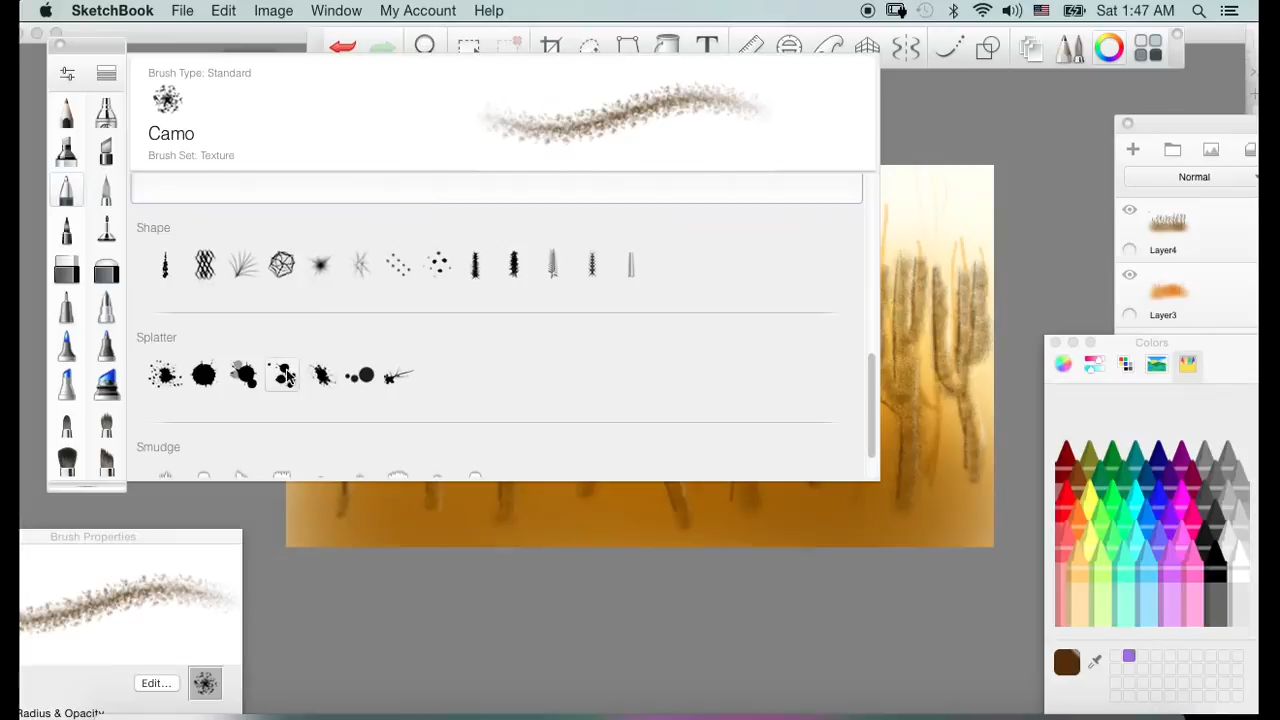 SketchBook File Edit Image Window My Account Help Sat 1:47 AM
Brush Type: Standard
Camo
Brush Set: Texture
Shape
Splatter
Smudge
Normal
Layer4
Layer3
Colors
Brush Properties
Edit...
Radius & Opacity